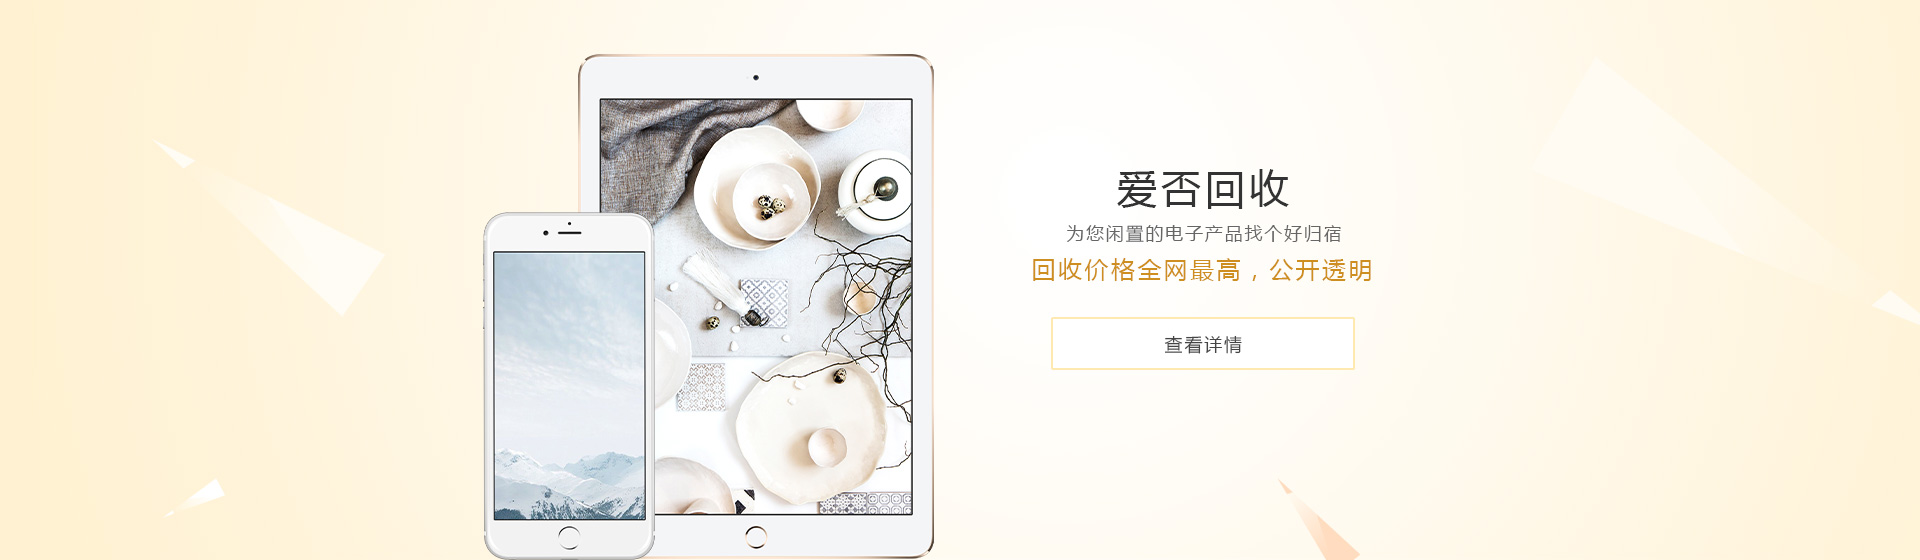 爱否回收
为您闲置的电子产品找个好归宿
回收价格全网最高，公开透明
查看详情